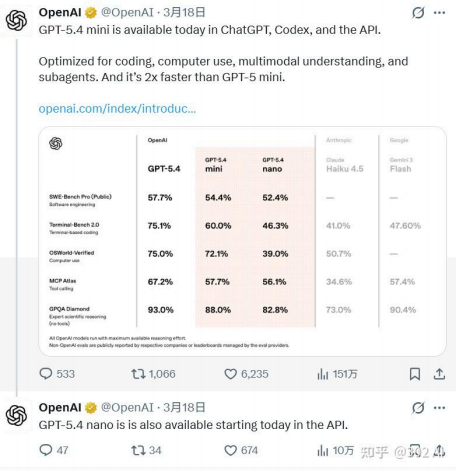 OpenAI @OpenAI · 3月18日
GPT-5.4 mini is available today in ChatGPT, Codex, and the API.
Optimized for coding, computer use, multimodal understanding, and
subagents. And it's 2x faster than GPT-5 mini.
openai.com/index/introduc...
OpenAI Anthropic Google
GPT-5.4 GPT-5.4 mini GPT-5.4 nano Claude Haiku 4.5 Gemini 3 Flash
SWE-Bench Pro (Public) 57.7% 54.4% 52.4% — —
Software engineering
Terminal-Bench 2.0 75.1% 60.0% 46.3% 41.0% 47.60%
Terminal-based coding
OSWorld-Verified 75.0% 72.1% 39.0% 50.7% —
Computer use
MCP Atlas 67.2% 57.7% 56.1% 34.6% 57.4%
Tool calling
GPQA Diamond 93.0% 88.0% 82.8% 73.0% 90.4%
Expert scientific reasoning
(no tools)
All OpenAI models run with maximum available reasoning effort.
Non-OpenAI evals are publicly reported by respective companies or leaderboards managed by the eval providers.
533 1,066 6,235 151万
OpenAI @OpenAI · 3月18日
GPT-5.4 nano is is also available starting today in the API.
47 34 674 10万
知乎